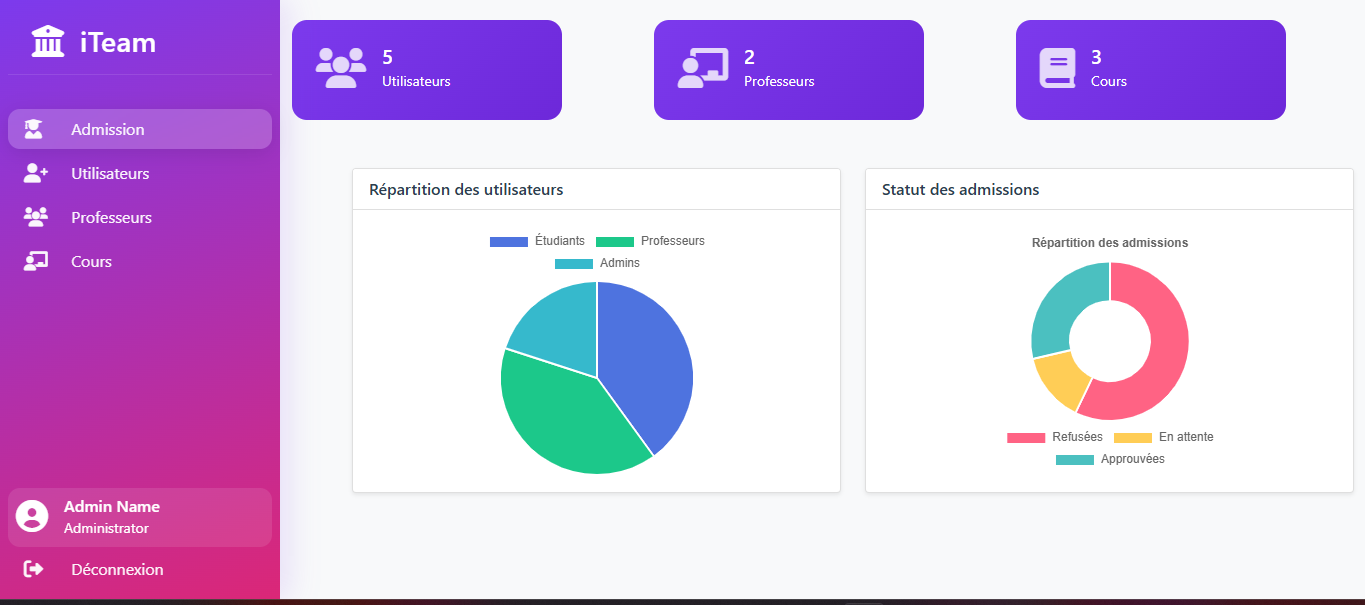 iTeam
Admission
Utilisateurs
Professeurs
Cours
Admin Name
Administrator
Déconnexion
5
Utilisateurs
2
Professeurs
3
Cours
Répartition des utilisateurs
Étudiants Professeurs
Admins
Statut des admissions
Répartition des admissions
Refusées En attente
Approuvées